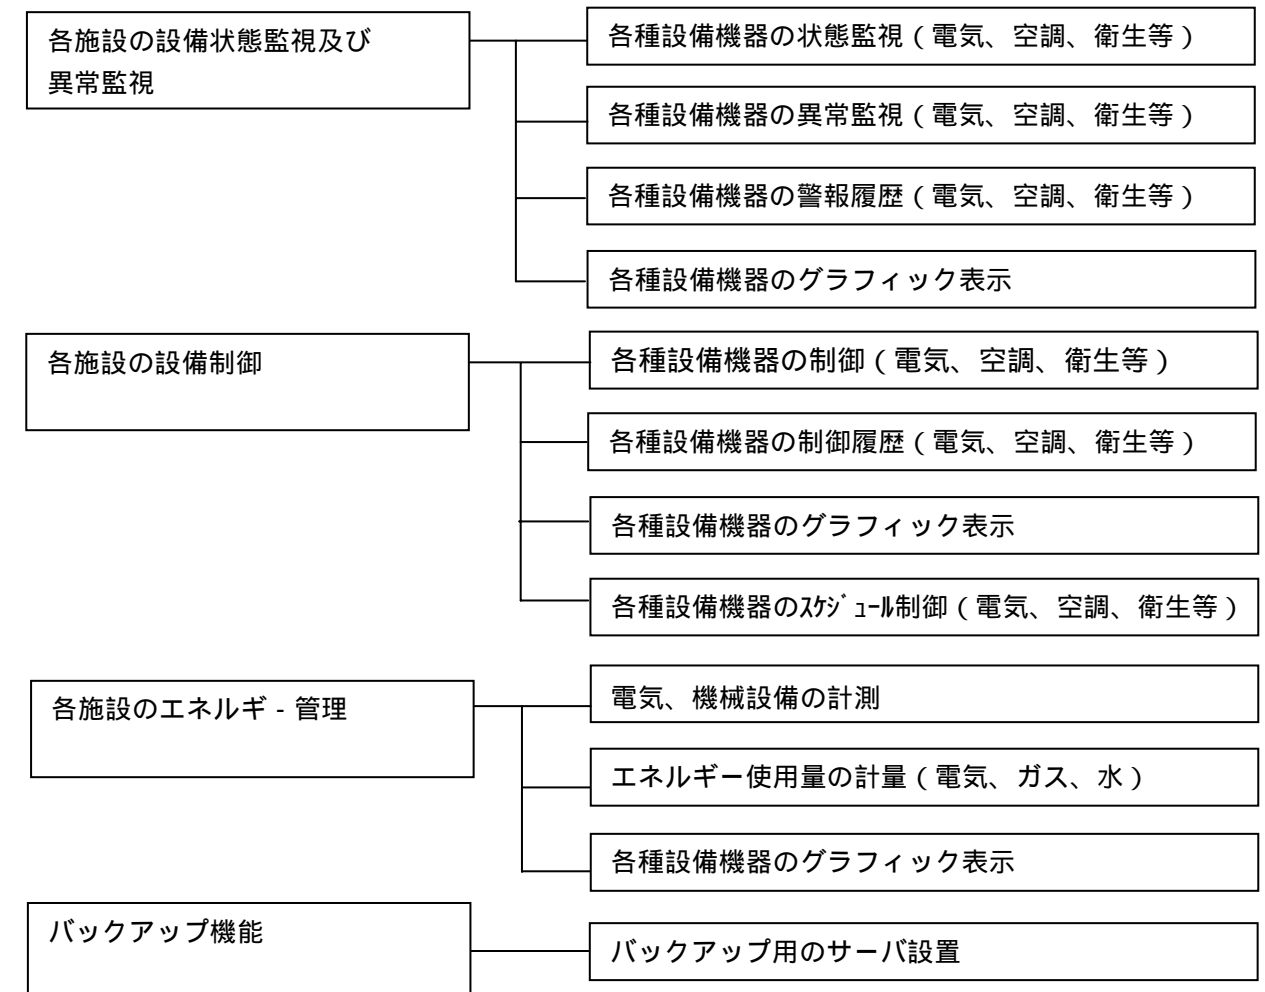 各施設の設備状態監視及び
異常監視
各種設備機器の状態監視(電気、空調、衛生等)
各種設備機器の異常監視(電気、空調、衛生等)
各種設備機器の警報履歴(電気、空調、衛生等)
各種設備機器のグラフィック表示
各施設の設備制御
各種設備機器の制御(電気、空調、衛生等)
各種設備機器の制御履歴(電気、空調、衛生等)
各種設備機器のグラフィック表示
各種設備機器のスケジュール制御(電気、空調、衛生等)
各施設のエネルギ‐管理
電気、機械設備の計測
エネルギー使用量の計量(電気、ガス、水)
各種設備機器のグラフィック表示
バックアップ機能
バックアップ用のサーバ設置